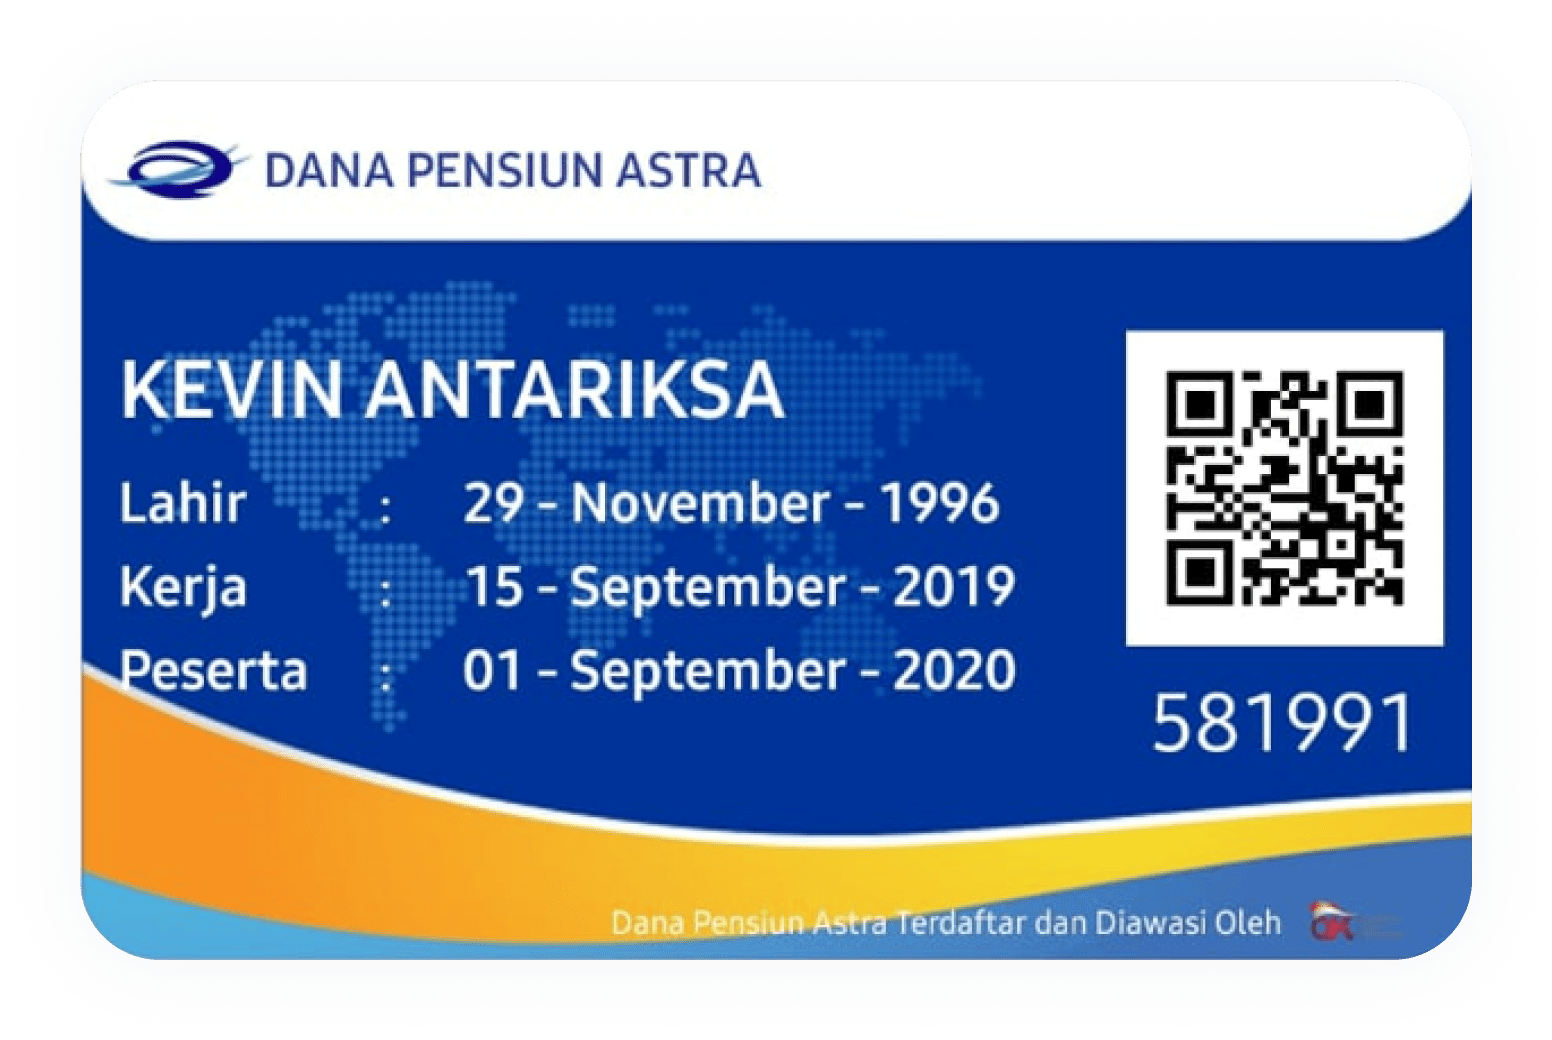 DANA PENSIUN ASTRA
KEVIN ANTARIKSA
Lahir : 29 - November - 1996
Kerja : 15 - September - 2019
Peserta : 01 - September - 2020
581991
Dana Pensiun Astra Terdaftar dan Diawasi Oleh